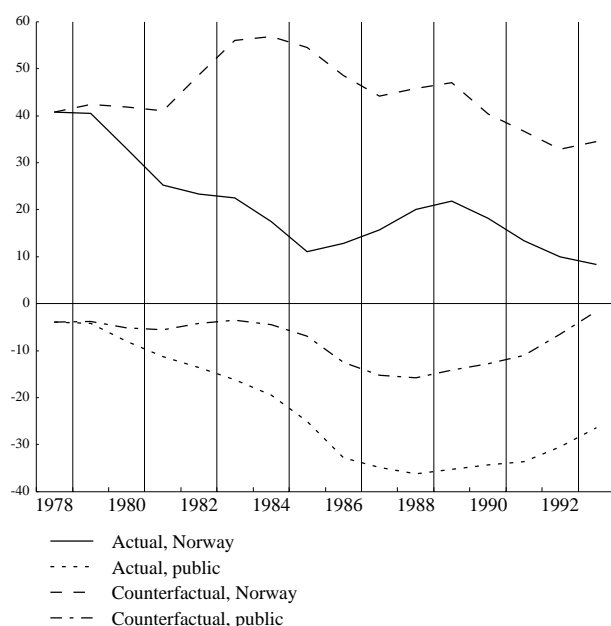 60
50
40
30
20
10
0
-10
-20
-30
-40
1978 1980 1982 1984 1986 1988 1990 1992
Actual, Norway
Actual, public
Counterfactual, Norway
Counterfactual, public